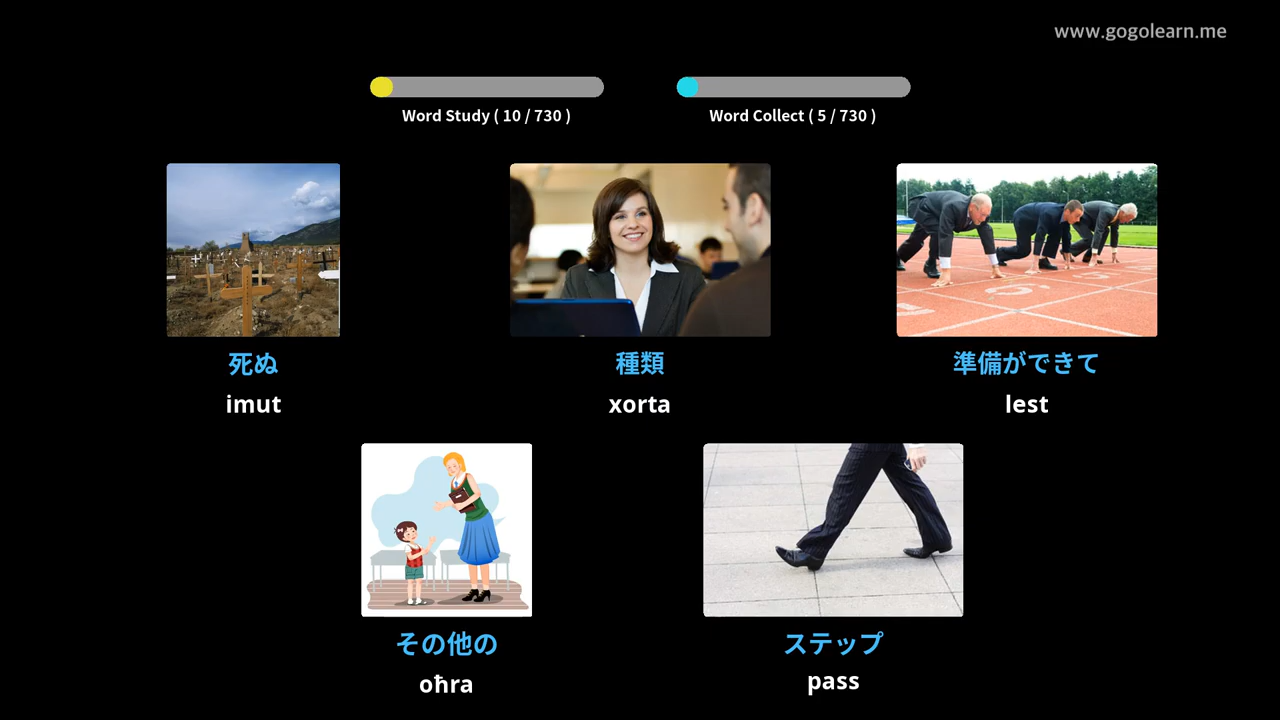 www.gogolearn.me
Word Study ( 10 / 730 )
Word Collect ( 5 / 730 )
死ぬ
imut
種類
xorta
準備ができて
lest
その他の
oħra
ステップ
pass